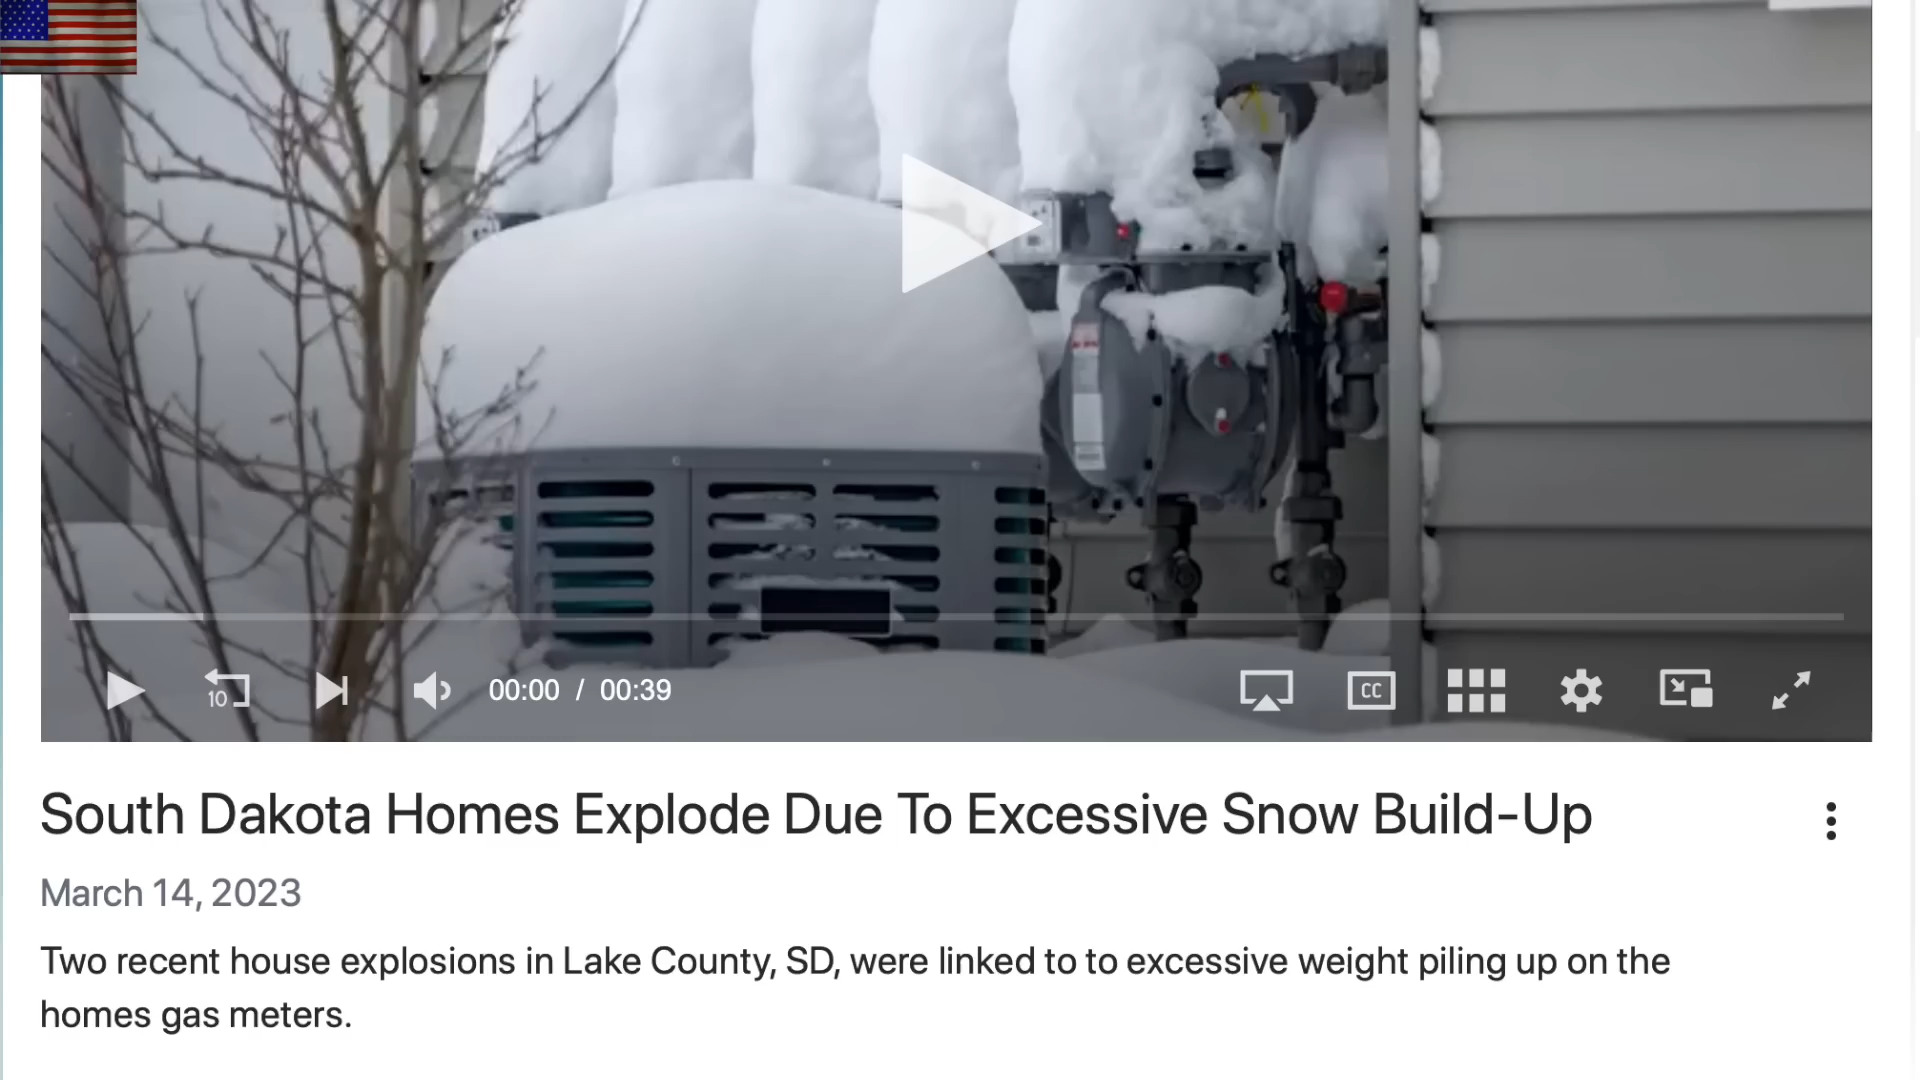 10
00:00 / 00:39
CC
South Dakota Homes Explode Due To Excessive Snow Build-Up
March 14, 2023
Two recent house explosions in Lake County, SD, were linked to to excessive weight piling up on the
homes gas meters.